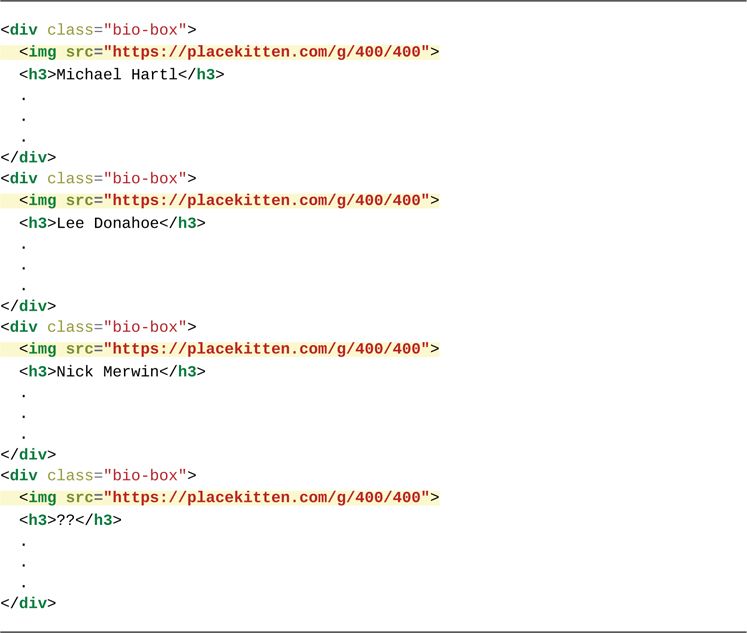 <div class="bio-box">
  <img src="https://placekitten.com/g/400/400">
  <h3>Michael Hartl</h3>
  .
  .
  .
</div>
<div class="bio-box">
  <img src="https://placekitten.com/g/400/400">
  <h3>Lee Donahoe</h3>
  .
  .
  .
</div>
<div class="bio-box">
  <img src="https://placekitten.com/g/400/400">
  <h3>Nick Merwin</h3>
  .
  .
  .
</div>
<div class="bio-box">
  <img src="https://placekitten.com/g/400/400">
  <h3>??</h3>
  .
  .
  .
</div>